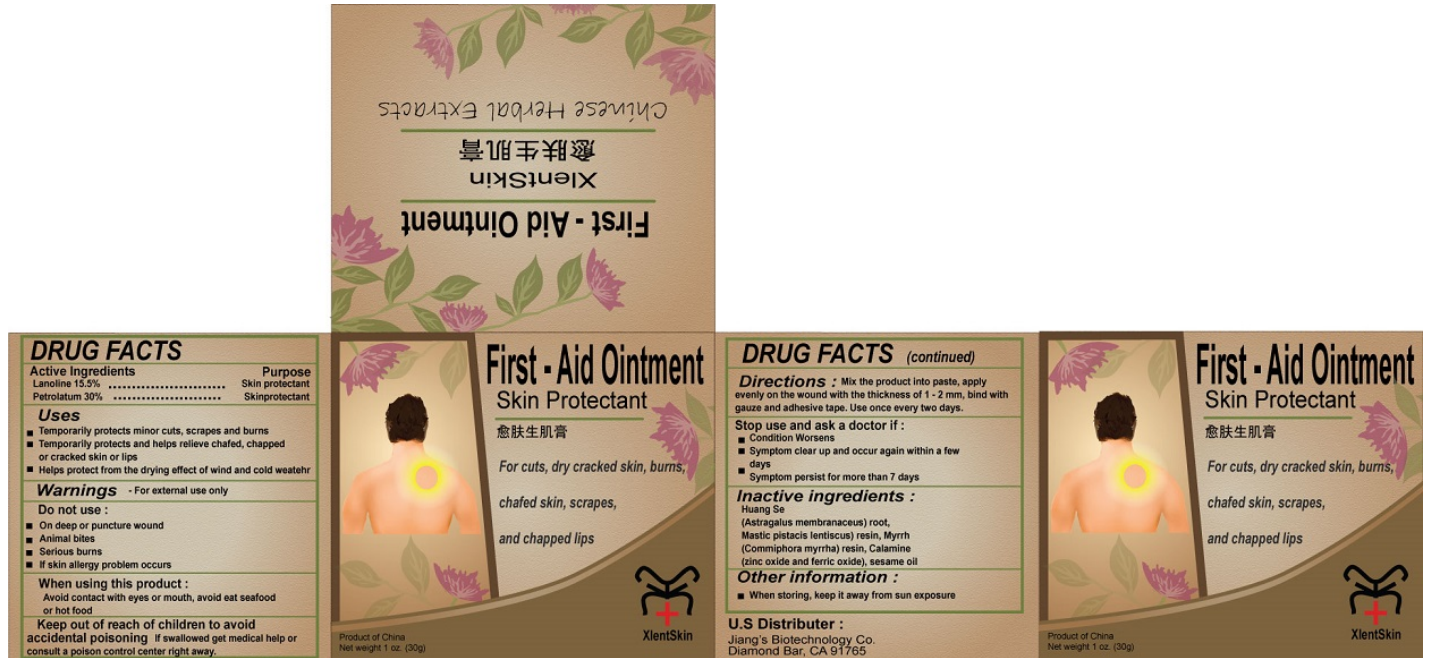 First - Aid Ointment
XlentSkin
愈肤生肌膏
Chinese Herbal Extracts
DRUG FACTS
Active Ingredients Purpose
Lanoline 15.5% ......................... Skin protectant
Petrolatum 30% ....................... Skinprotectant
Uses
■ Temporarily protects minor cuts, scrapes and burns
■ Temporarily protects and helps relieve chafed, chapped
or cracked skin or lips
■ Helps protect from the drying effect of wind and cold weatehr
Warnings - For external use only
Do not use :
■ On deep or puncture wound
■ Animal bites
■ Serious burns
■ If skin allergy problem occurs
When using this product :
Avoid contact with eyes or mouth, avoid eat seafood
or hot food
Keep out of reach of children to avoid
accidental poisoning If swallowed get medical help or
consult a poison control center right away.
First - Aid Ointment
Skin Protectant
愈肤生肌膏
For cuts, dry cracked skin, burns,
chafed skin, scrapes,
and chapped lips
XlentSkin
Product of China
Net weight 1 oz. (30g)
DRUG FACTS (continued)
Directions : Mix the product into paste, apply
evenly on the wound with the thickness of 1 - 2 mm, bind with
gauze and adhesive tape. Use once every two days.
Stop use and ask a doctor if :
■ Condition Worsens
■ Symptom clear up and occur again within a few
days
■ Symptom persist for more than 7 days
Inactive ingredients :
Huang Se
(Astragalus membranaceus) root,
Mastic pistacis lentiscus) resin, Myrrh
(Commiphora myrrha) resin, Calamine
(zinc oxide and ferric oxide), sesame oil
Other information :
■ When storing, keep it away from sun exposure
U.S Distributer :
Jiang's Biotechnology Co.
Diamond Bar, CA 91765
First - Aid Ointment
Skin Protectant
愈肤生肌膏
For cuts, dry cracked skin, burns,
chafed skin, scrapes,
and chapped lips
XlentSkin
Product of China
Net weight 1 oz. (30g)